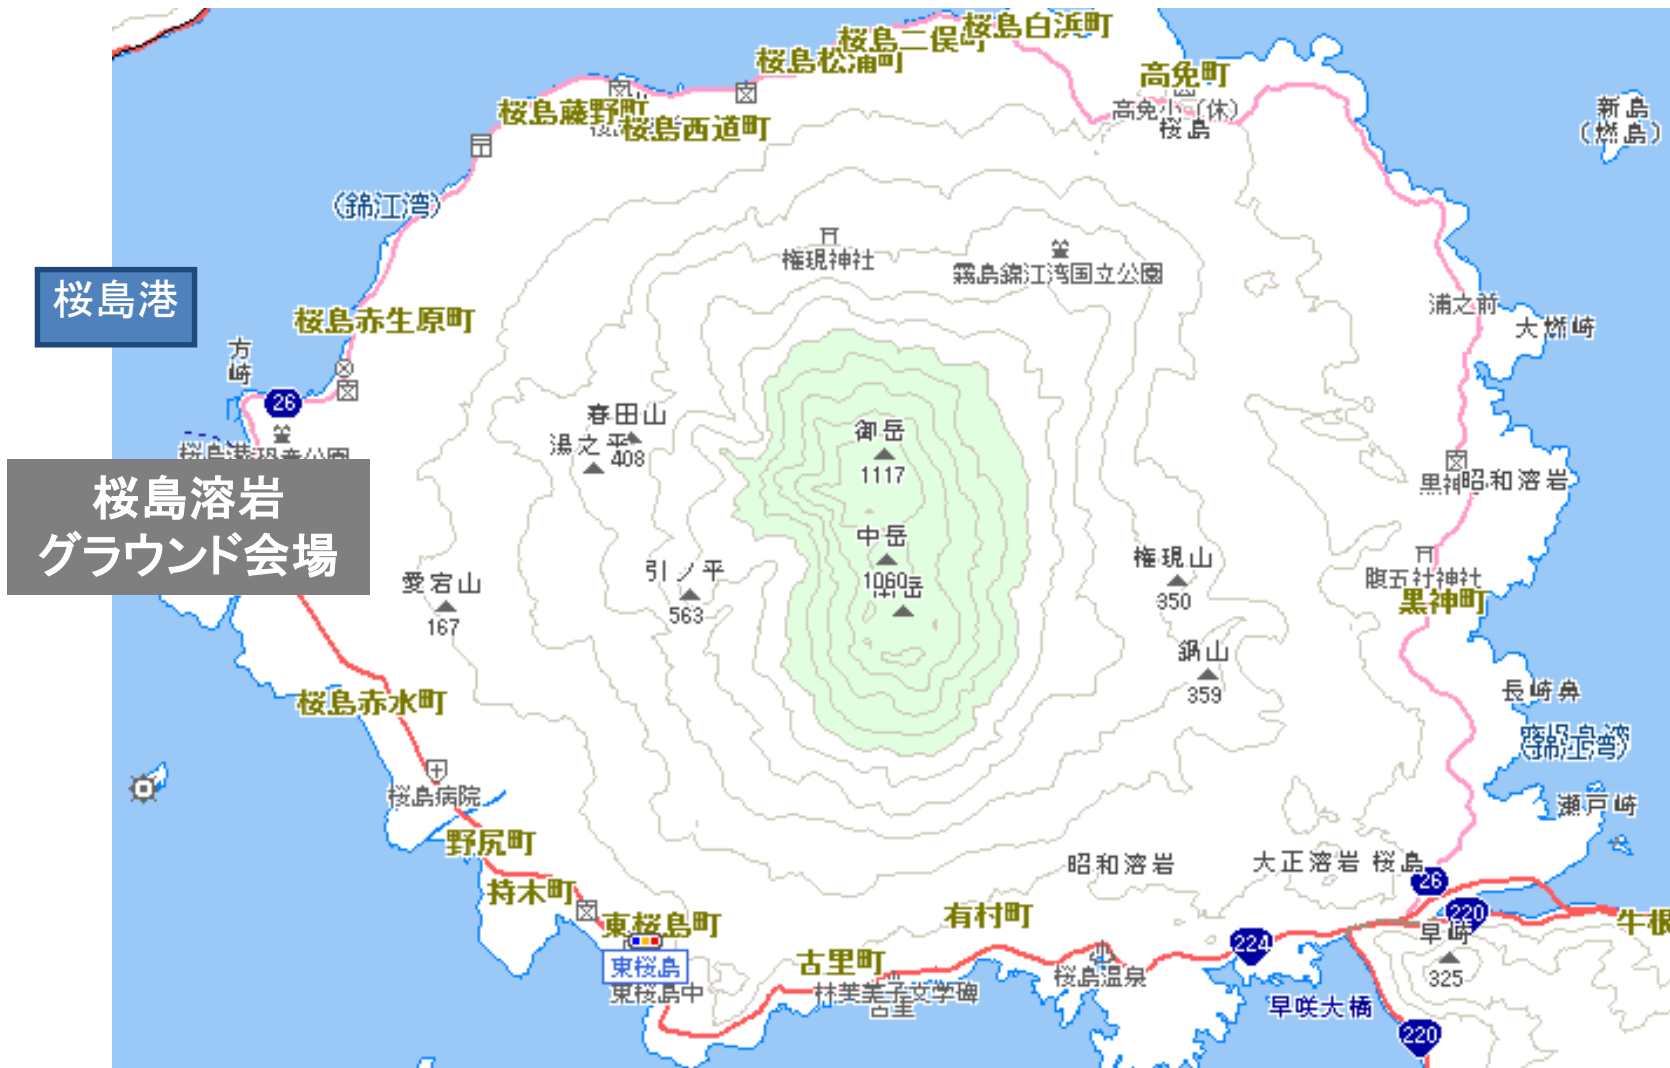 桜島白浜町
桜島二俣町
桜島松浦町
高免町
桜島藤野町
桜島西道町
高免小(休)
桜島
新島
(燃島)
(錦江湾)
権現神社
霧島錦江湾国立公園
桜島港
桜島赤生原町
浦之前
大燃崎
方崎
26
春田山
湯之平
408
御岳
1117
桜島溶岩
グラウンド会場
昭和溶岩
中岳
1060
南岳
権現山
350
引ノ平
563
愛宕山
167
腹五社神社
黒神町
鍋山
359
桜島赤水町
長崎鼻
(錦江湾)
桜島病院
瀬戸崎
野尻町
昭和溶岩
大正溶岩
桜島
26
持木町
東桜島町
有村町
220
牛根
早崎
325
224
古里町
東桜島
東桜島中
桜島温泉
林芙美子文学碑
古里
早咲大橋
220